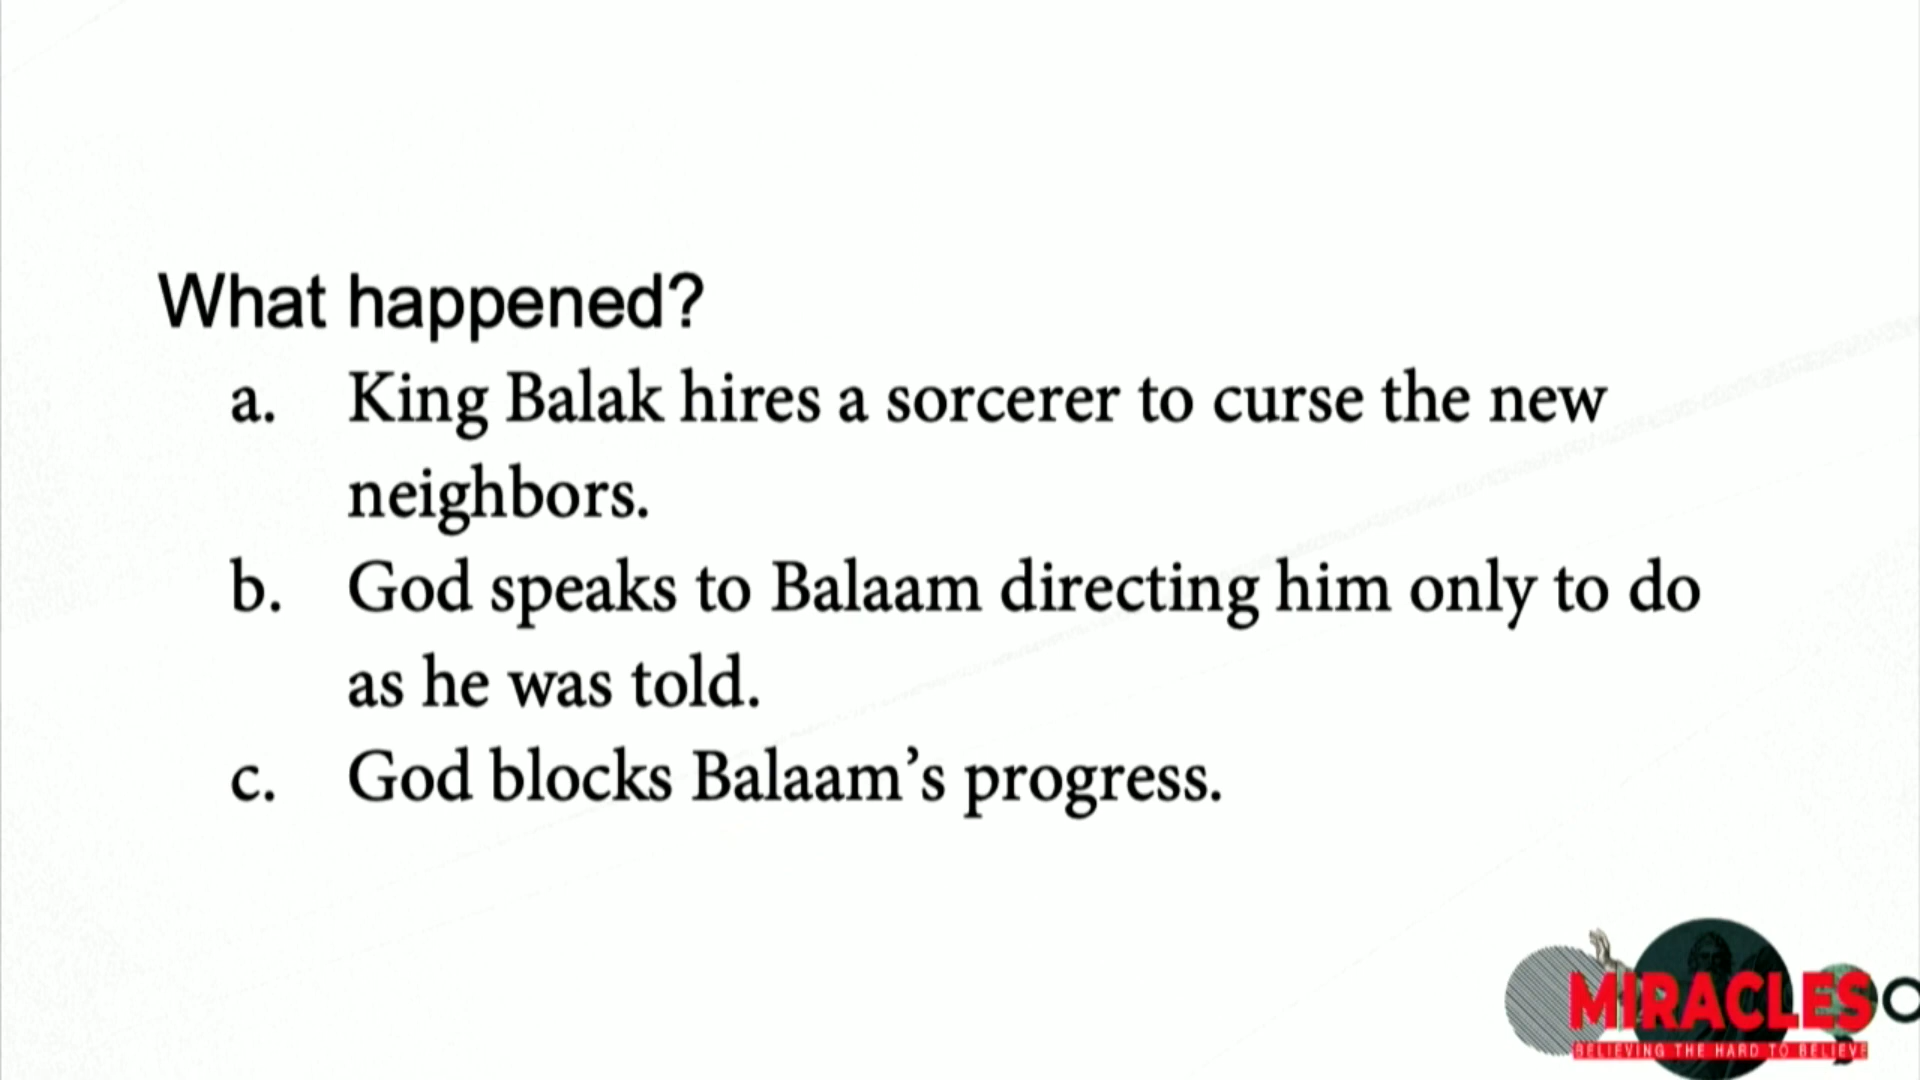 What happened?
a. King Balak hires a sorcerer to curse the new
neighbors.
b. God speaks to Balaam directing him only to do
as he was told.
c. God blocks Balaam’s progress.
MIRACLES
BELIEVING THE HARD TO BELIEVE